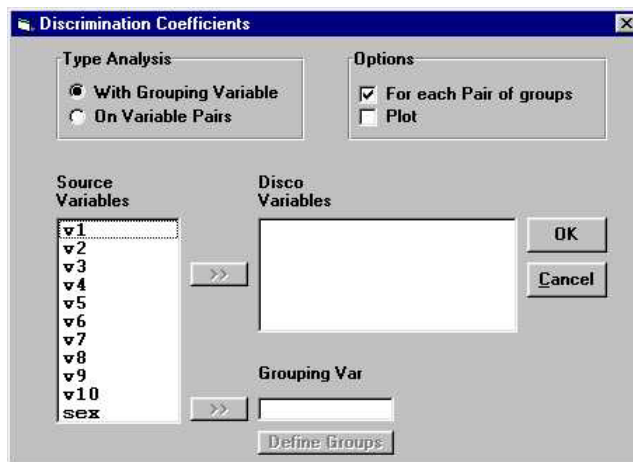 Discrimination Coefficients
Type Analysis
With Grouping Variable
On Variable Pairs
Options
For each Pair of groups
Plot
Source
Variables
v1
v2
v3
v4
v5
v6
v7
v8
v9
v10
sex
>>
>>
Disco
Variables
OK
Cancel
Grouping Var
Define Groups